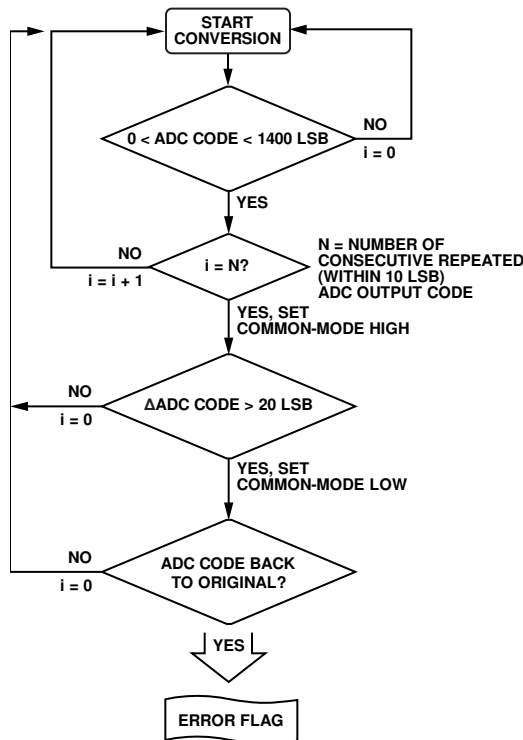 START
CONVERSION
0 < ADC CODE < 1400 LSB
NO
i = 0
YES
i = N?
NO
i = i + 1
N = NUMBER OF
CONSECUTIVE REPEATED
(WITHIN 10 LSB)
ADC OUTPUT CODE
YES, SET
COMMON-MODE HIGH
ΔADC CODE > 20 LSB
NO
i = 0
YES, SET
COMMON-MODE LOW
ADC CODE BACK
TO ORIGINAL?
NO
i = 0
YES
ERROR FLAG